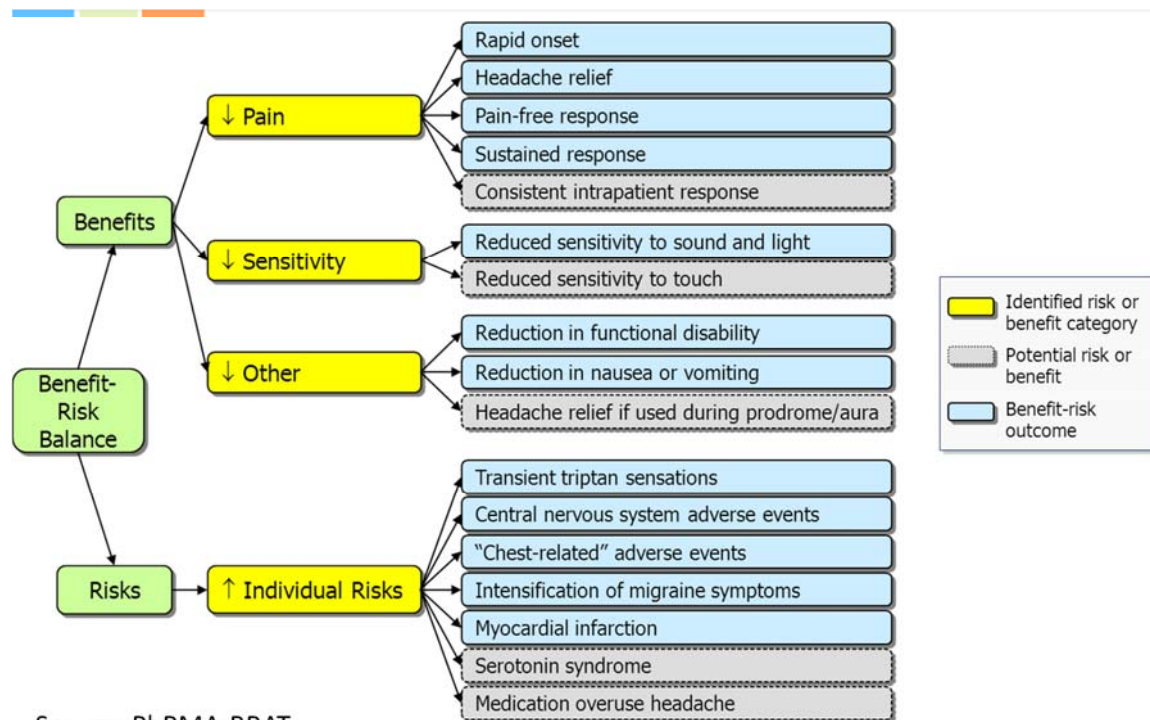 Rapid onset
Headache relief
↓ Pain
Pain-free response
Sustained response
Consistent intrapatient response
Benefits
Reduced sensitivity to sound and light
↓ Sensitivity
Reduced sensitivity to touch
Reduction in functional disability
↓ Other
Reduction in nausea or vomiting
Headache relief if used during prodrome/aura
Benefit-
Risk
Balance
Transient triptan sensations
Central nervous system adverse events
“Chest-related” adverse events
Risks
↑ Individual Risks
Intensification of migraine symptoms
Myocardial infarction
Serotonin syndrome
Medication overuse headache
Identified risk or
benefit category
Potential risk or
benefit
Benefit-risk
outcome